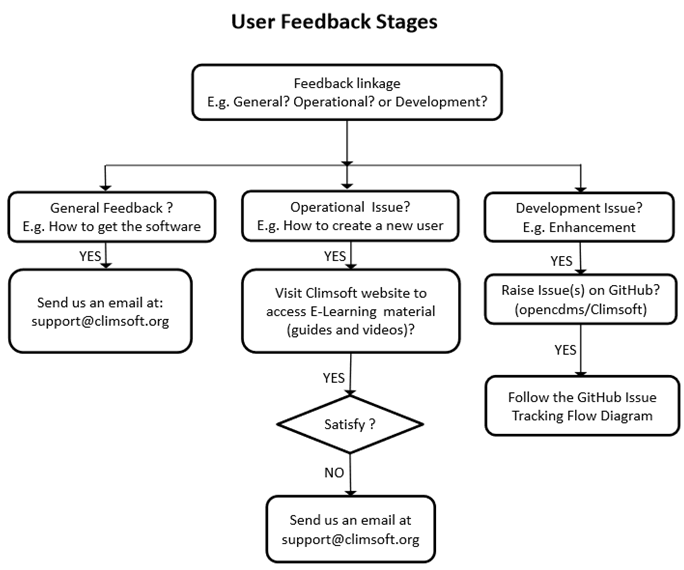 User Feedback Stages
Feedback linkage
E.g. General? Operational? or Development?
General Feedback ?
E.g. How to get the software
Operational Issue?
E.g. How to create a new user
Development Issue?
E.g. Enhancement
YES
YES
YES
Send us an email at:
support@climsoft.org
Visit Climsoft website to
access E-Learning material
(guides and videos)?
Raise Issue(s) on GitHub?
(opencdms/Climsoft)
YES
YES
Satisfy ?
Follow the GitHub Issue
Tracking Flow Diagram
NO
Send us an email at
support@climsoft.org